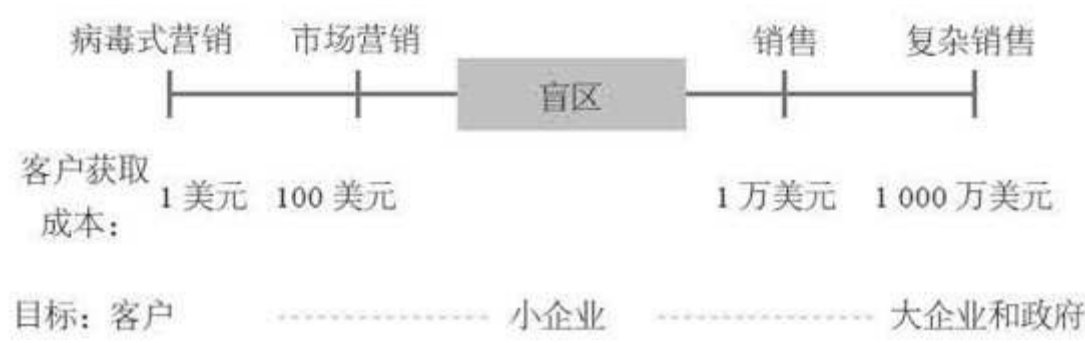 病毒式营销 市场营销 销售 复杂销售
盲区
客户获取
成本： 1 美元 100 美元 1 万美元 1 000 万美元
目标：客户 小企业 大企业和政府